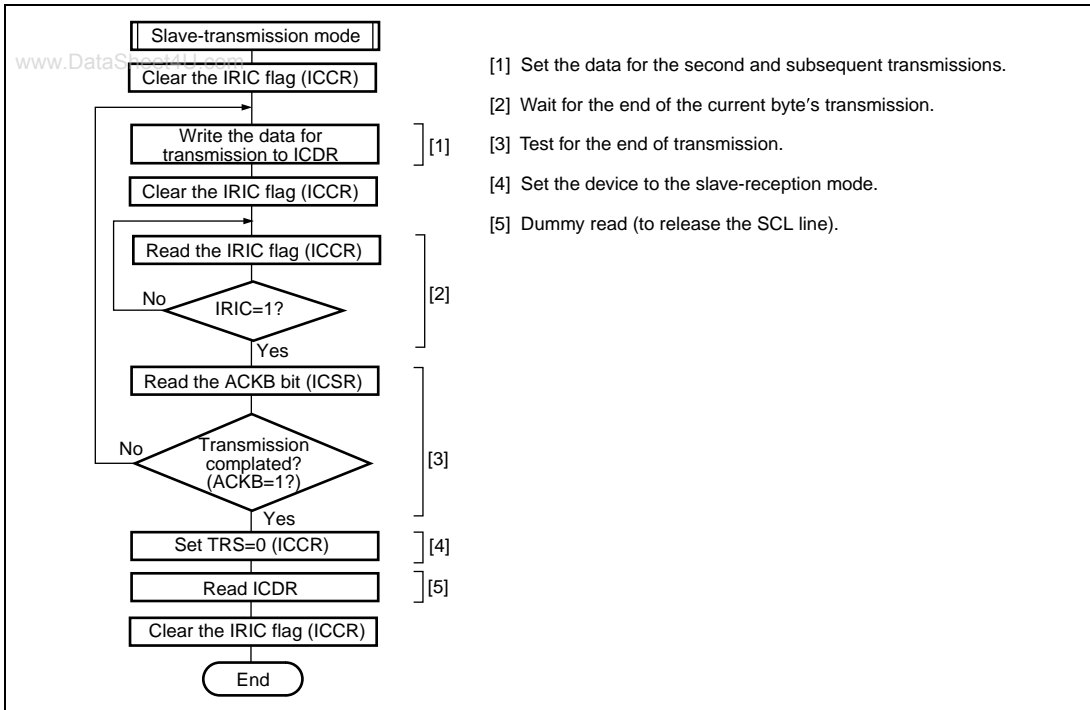 Slave-transmission mode
www.DataSheet4U.com
Clear the IRIC flag (ICCR)
Write the data for
transmission to ICDR
[1]
Clear the IRIC flag (ICCR)
Read the IRIC flag (ICCR)
No
IRIC=1?
[2]
Yes
Read the ACKB bit (ICSR)
No
Transmission
complated?
(ACKB=1?)
[3]
Yes
Set TRS=0 (ICCR)
[4]
Read ICDR
[5]
Clear the IRIC flag (ICCR)
End
[1] Set the data for the second and subsequent transmissions.
[2] Wait for the end of the current byte's transmission.
[3] Test for the end of transmission.
[4] Set the device to the slave-reception mode.
[5] Dummy read (to release the SCL line).